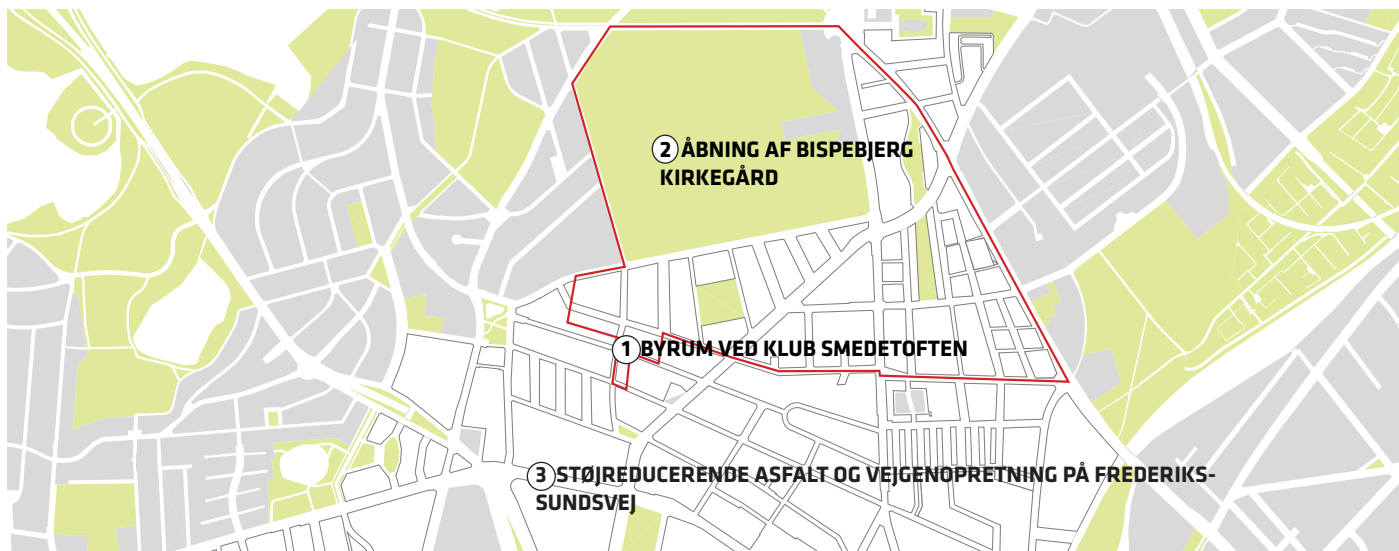 2 ÅBNING AF BISPEBJERG
KIRKEGÅRD
1 BYRUM VED KLUB SMEDETOFTEN
3 STØJREDUCERENDE ASFALT OG VEJGENOPRETNING PÅ FREDERIKS-
SUNDSVEJ